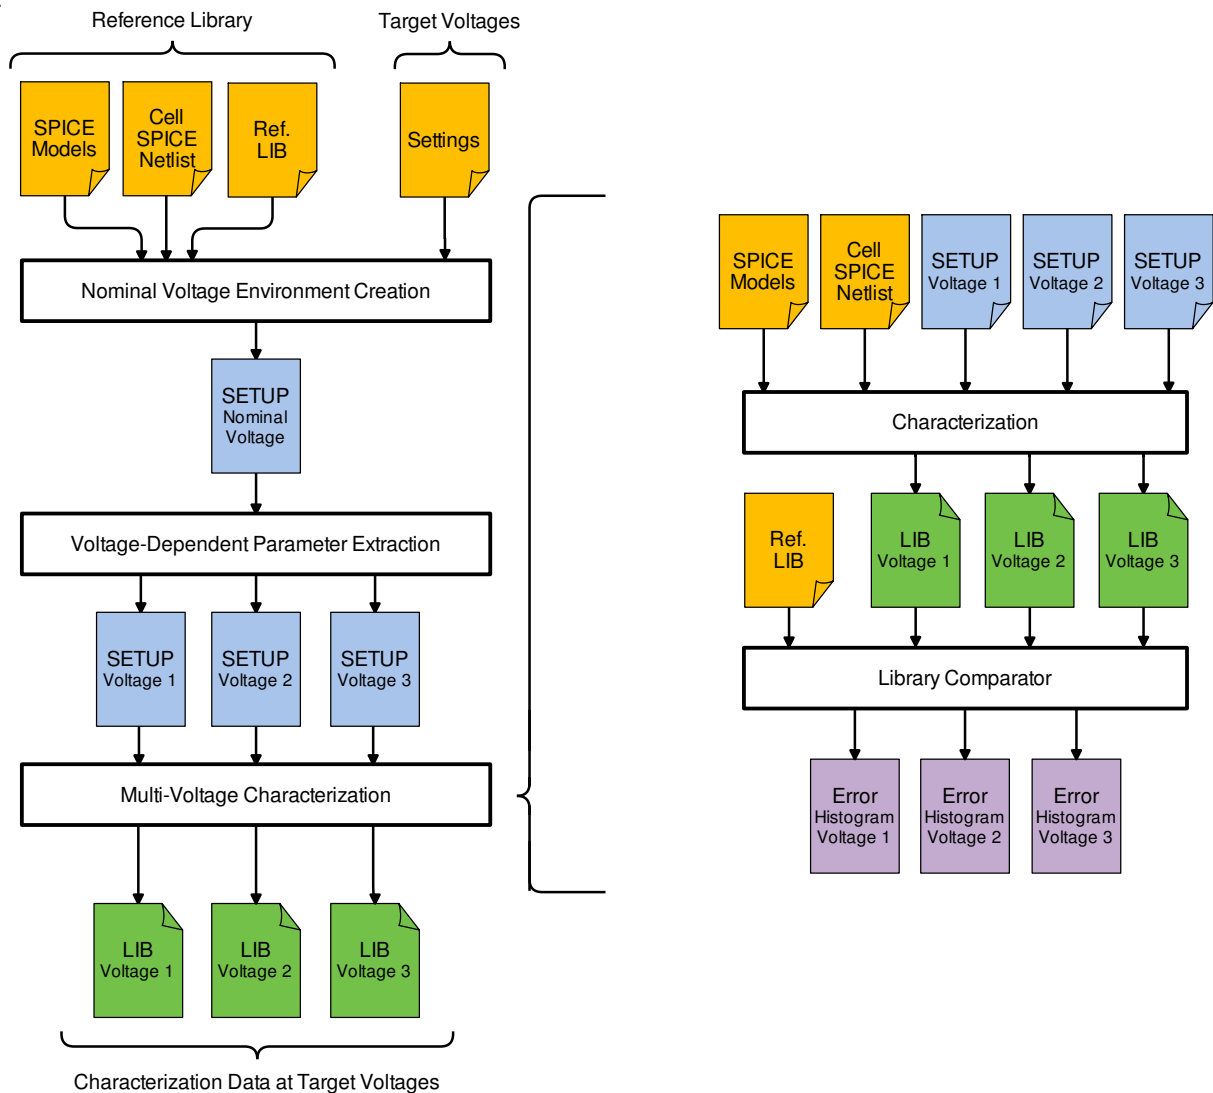 Reference Library
Target Voltages
SPICE
Models
Cell
SPICE
Netlist
Ref.
LIB
Settings
Nominal Voltage Environment Creation
SETUP
Nominal
Voltage
Voltage-Dependent Parameter Extraction
SETUP
Voltage 1
SETUP
Voltage 2
SETUP
Voltage 3
Multi-Voltage Characterization
LIB
Voltage 1
LIB
Voltage 2
LIB
Voltage 3
Characterization Data at Target Voltages
SPICE
Models
Cell
SPICE
Netlist
SETUP
Voltage 1
SETUP
Voltage 2
SETUP
Voltage 3
Characterization
Ref.
LIB
LIB
Voltage 1
LIB
Voltage 2
LIB
Voltage 3
Library Comparator
Error
Histogram
Voltage 1
Error
Histogram
Voltage 2
Error
Histogram
Voltage 3